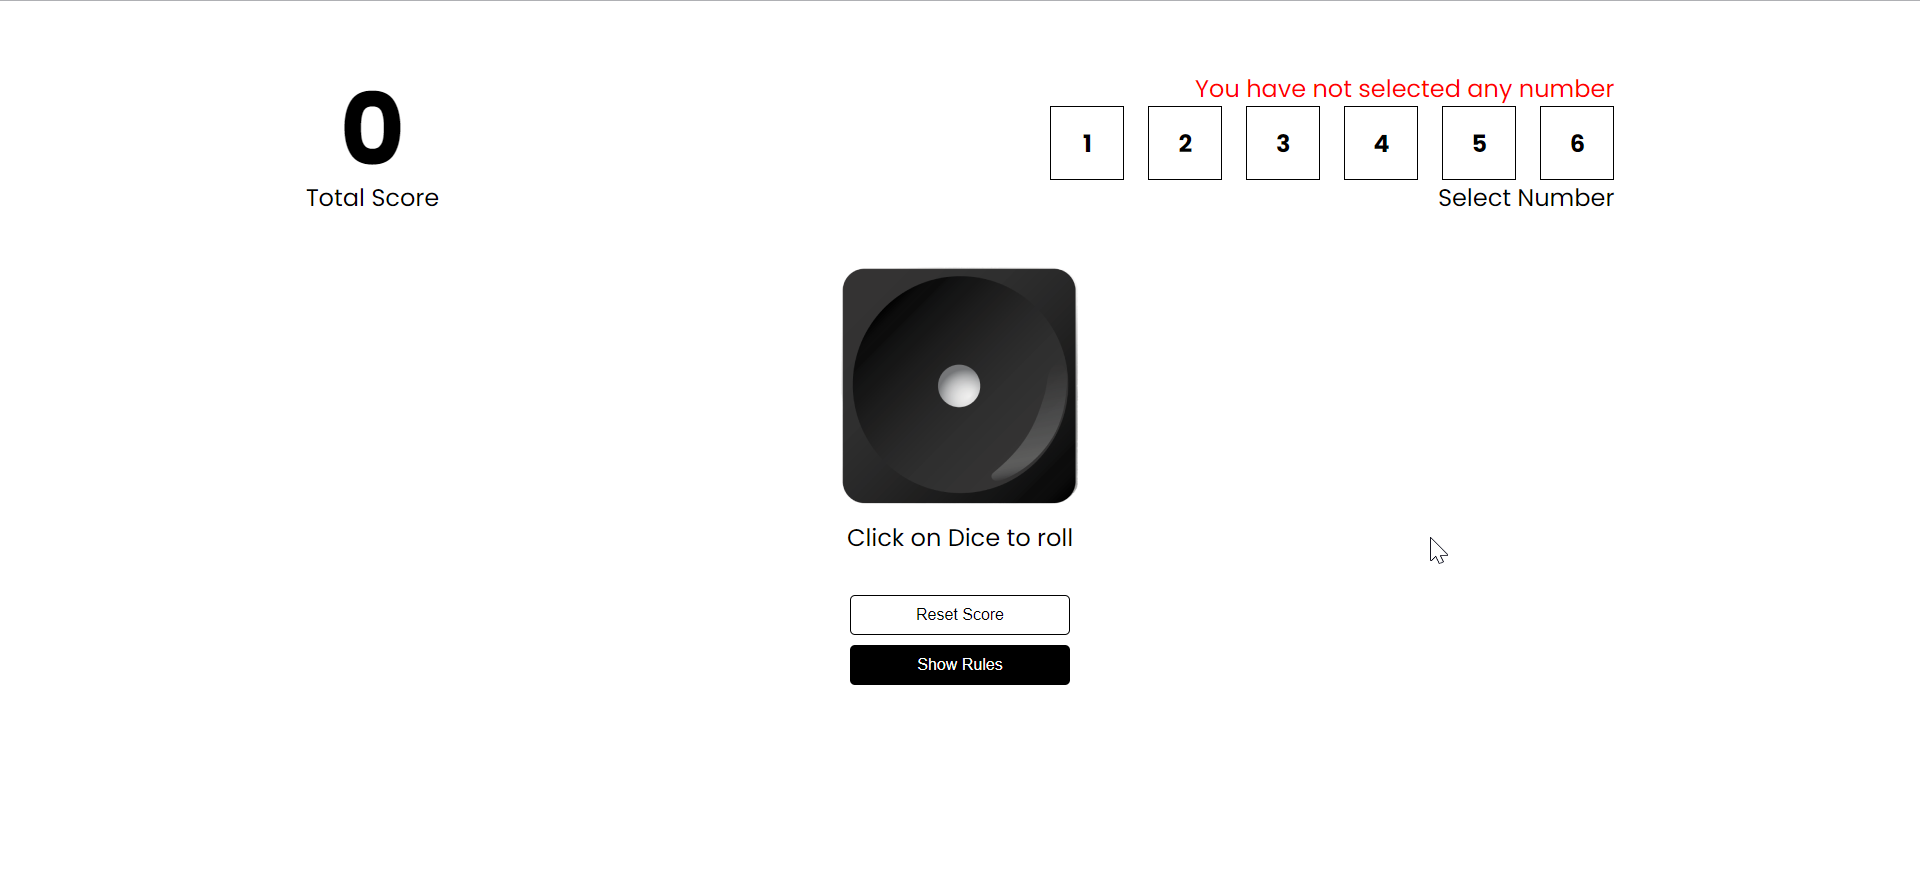 0
Total Score
You have not selected any number
1 2 3 4 5 6
Select Number
Click on Dice to roll
Reset Score
Show Rules